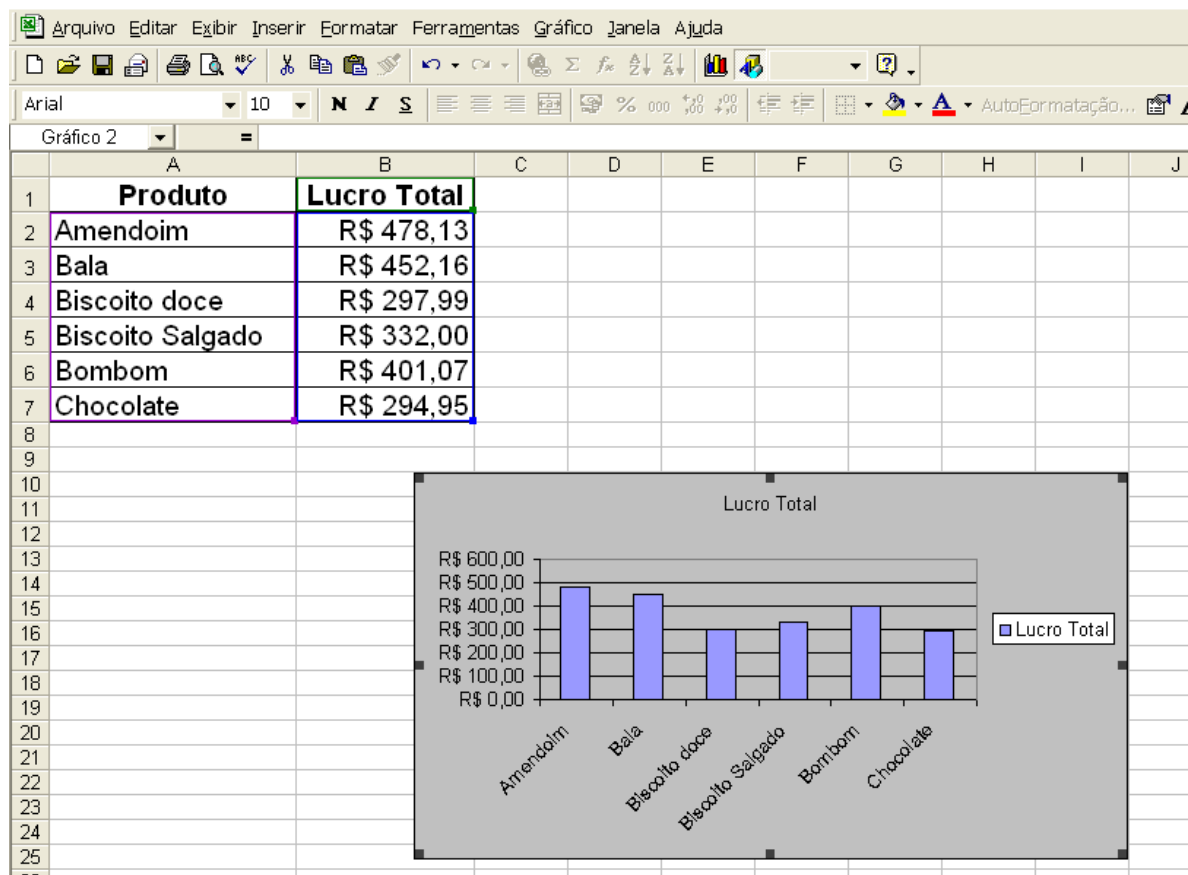 Arquivo Editar Exibir Inserir Formatar Ferramentas Gráfico Janela Ajuda
Arial 10 N I S % 000 AutoFormatação...
Gráfico 2 =
A B C D E F G H I J
1 Produto Lucro Total
2 Amendoim R$ 478,13
3 Bala R$ 452,16
4 Biscoito doce R$ 297,99
5 Biscoito Salgado R$ 332,00
6 Bombom R$ 401,07
7 Chocolate R$ 294,95
8
9
10
11
12
13
14
15
16
17
18
19
20
21
22
23
24
25
Lucro Total
R$ 600,00
R$ 500,00
R$ 400,00
R$ 300,00
R$ 200,00
R$ 100,00
R$ 0,00
Amendoim Bala Biscoito doce Biscoito Salgado Bombom Chocolate
Lucro Total